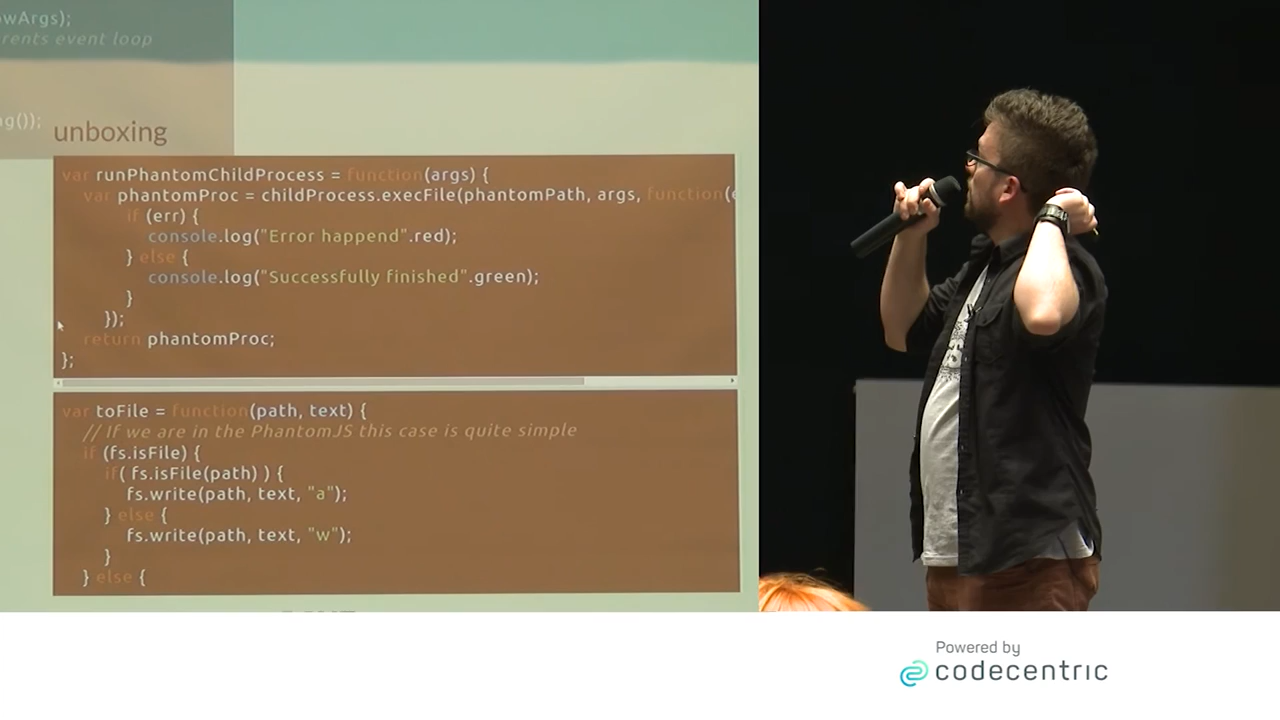 owArgs);
rents event loop
ng());
unboxing
var runPhantomChildProcess = function(args) {
var phantomProc = childProcess.execFile(phantomPath, args, function(e
if (err) {
console.log("Error happend".red);
} else {
console.log("Successfully finished".green);
}
});
return phantomProc;
};
var toFile = function(path, text) {
// If we are in the PhantomJS this case is quite simple
if (fs.isFile) {
if( fs.isFile(path) ) {
fs.write(path, text, "a");
} else {
fs.write(path, text, "w");
}
} else {
Powered by
codecentric